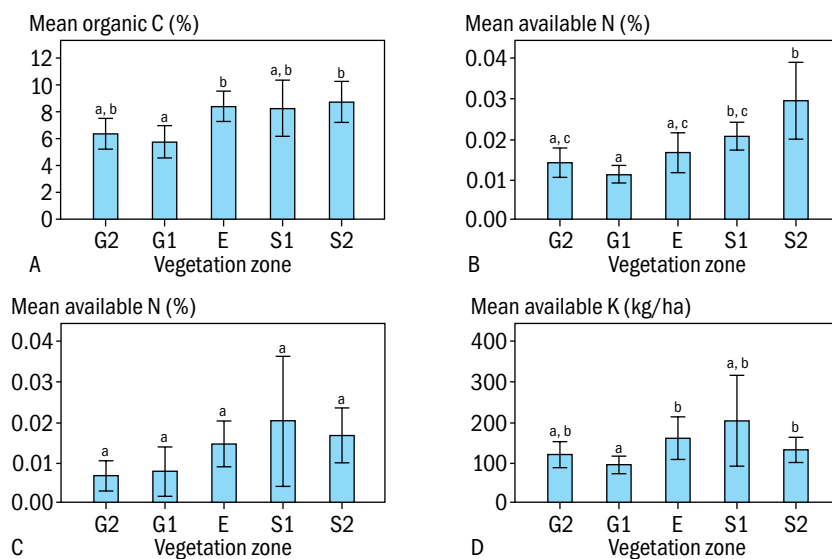 Mean organic C (%)
12
10
8
6
4
2
0
a, b
a
b
a, b
b
G2 G1 E S1 S2
A Vegetation zone
Mean available N (%)
0.04
0.03
0.02
0.01
0.00
a, c
a
a, c
b, c
b
G2 G1 E S1 S2
B Vegetation zone
Mean available N (%)
0.04
0.03
0.02
0.01
0.00
a
a
a
a
a
G2 G1 E S1 S2
C Vegetation zone
Mean available K (kg/ha)
400
300
200
100
0
a, b
a
b
a, b
b
G2 G1 E S1 S2
D Vegetation zone